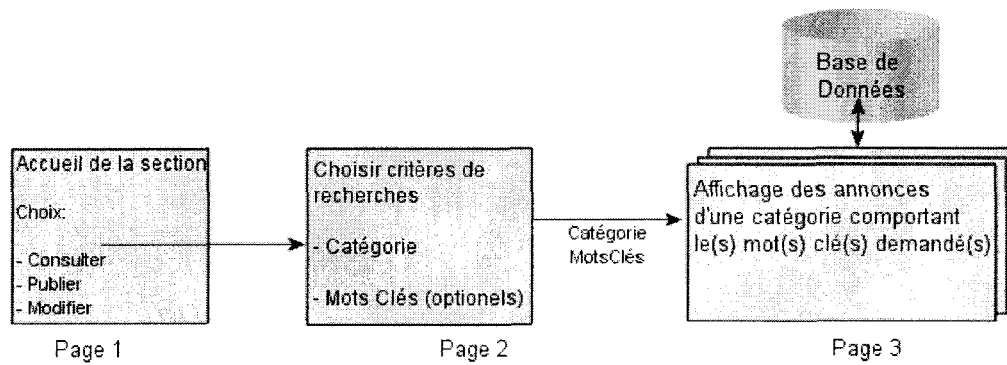 Base de
Données
Accueil de la section
Choix:
- Consulter
- Publier
- Modifier
Page 1
Choisir critères de
recherches
- Catégorie
- Mots Clés (optionels)
Page 2
Catégorie
MotsClés
Affichage des annonces
d'une catégorie comportant
le(s) mot(s) clé(s) demandé(s)
Page 3